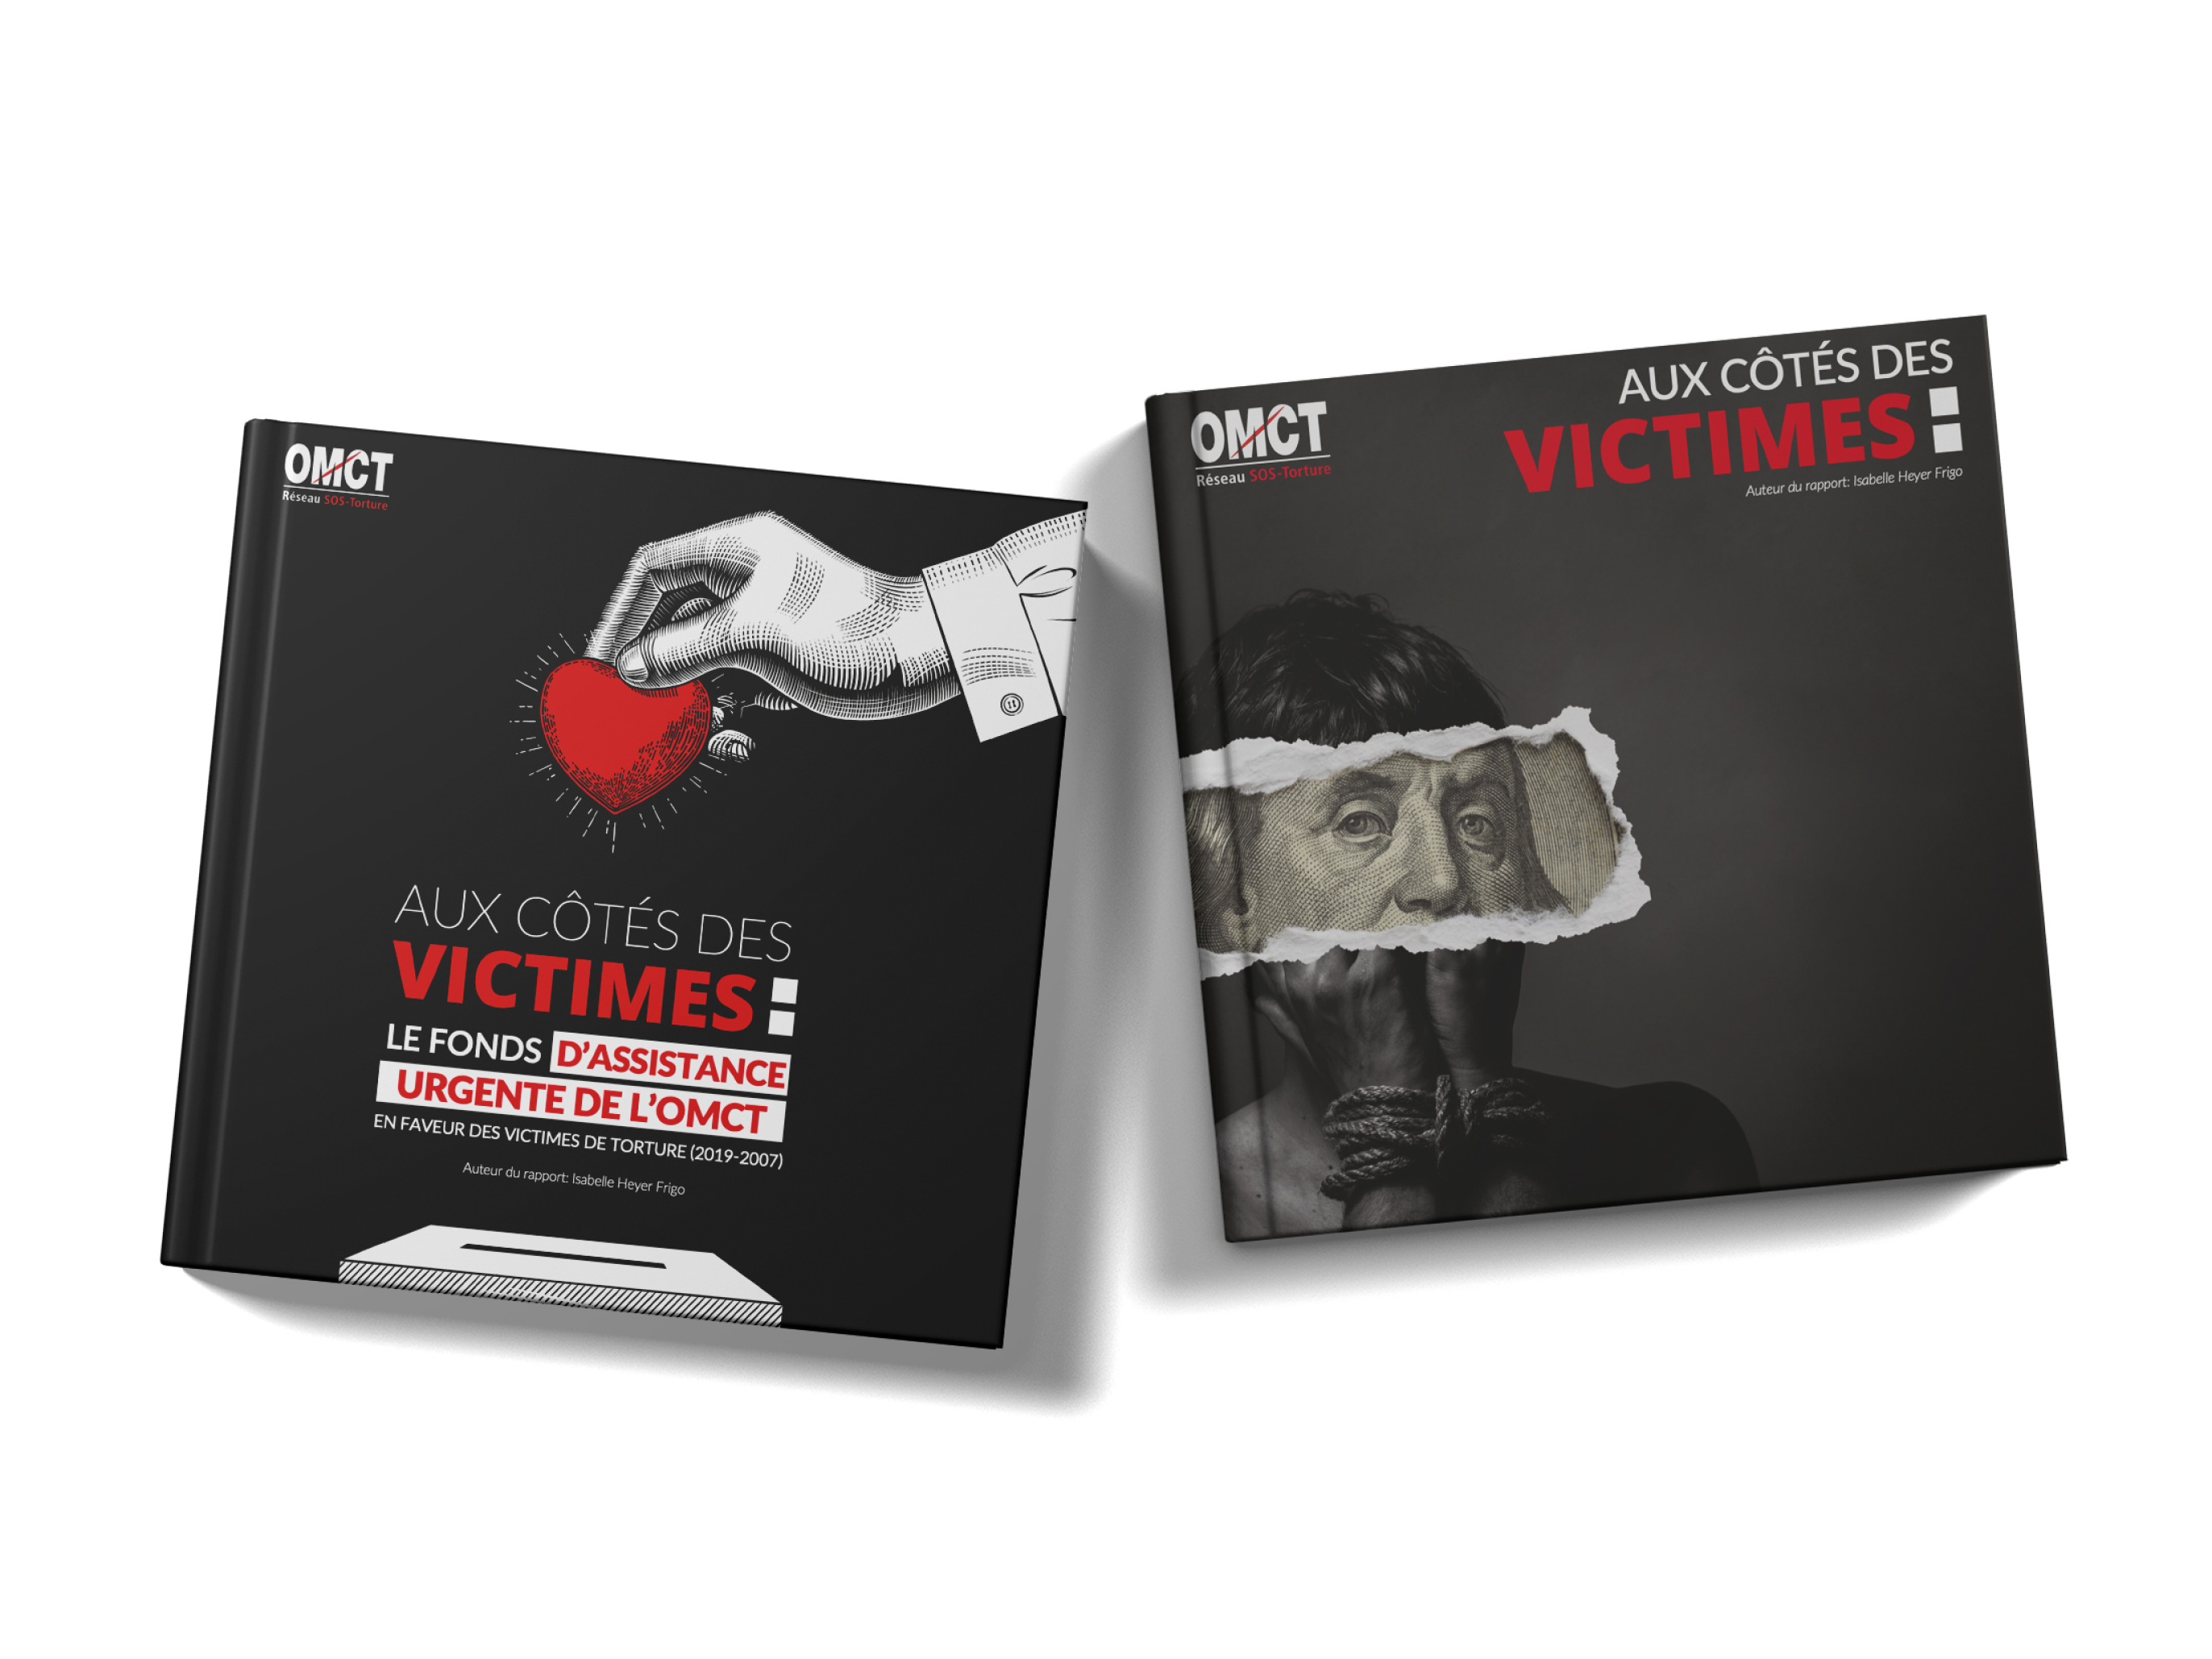 OMCT
Réseau SOS-Torture
AUX CÔTÉS DES
VICTIMES :
LE FONDS D'ASSISTANCE
URGENTE DE L'OMCT
EN FAVEUR DES VICTIMES DE TORTURE (2019-2007)
Auteur du rapport: Isabelle Heyer Frigo
OMCT
Réseau SOS-Torture
AUX CÔTÉS DES
VICTIMES :
Auteur du rapport: Isabelle Heyer Frigo